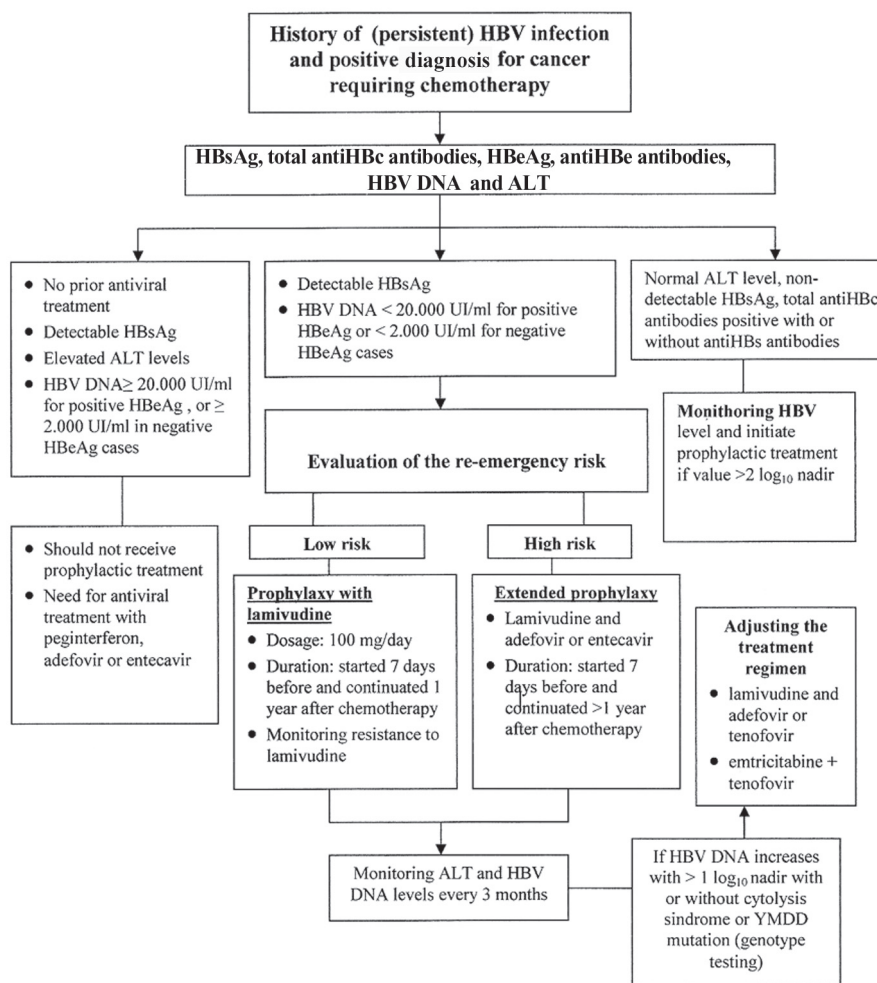 History of (persistent) HBV infection
and positive diagnosis for cancer
requiring chemotherapy
HBsAg, total antiHBc antibodies, HBeAg, antiHBe antibodies,
HBV DNA and ALT
• No prior antiviral
treatment
• Detectable HBsAg
• Elevated ALT levels
• HBV DNA≥ 20.000 UI/ml
for positive HBeAg , or ≥
2.000 UI/ml in negative
HBeAg cases
• Detectable HBsAg
• HBV DNA < 20.000 UI/ml for positive
HBeAg or < 2.000 UI/ml for negative
HBeAg cases
Normal ALT level, non-
detectable HBsAg, total antiHBc
antibodies positive with or
without antiHBs antibodies
Monithoring HBV
level and initiate
prophylactic treatment
if value >2 log₁₀ nadir
Evaluation of the re-emergency risk
• Should not receive
prophylactic treatment
• Need for antiviral
treatment with
peginterferon,
adefovir or entecavir
Low risk
High risk
Prophylaxy with
lamivudine
• Dosage: 100 mg/day
• Duration: started 7 days
before and continuated 1
year after chemotherapy
• Monitoring resistance to
lamivudine
Extended prophylaxy
• Lamivudine and
adefovir or entecavir
• Duration: started 7
days before and
continuated >1 year
after chemotherapy
Adjusting the
treatment
regimen
• lamivudine and
adefovir or
tenofovir
• emtricitabine +
tenofovir
Monitoring ALT and HBV
DNA levels every 3 months
If HBV DNA increases
with > 1 log₁₀ nadir with
or without cytolysis
sindrome or YMDD
mutation (genotype
testing)